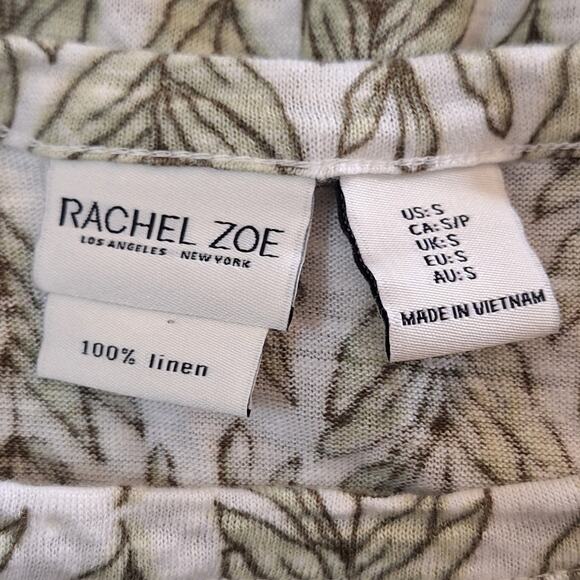 RACHEL ZOE
LOS ANGELES NEW YORK
100% linen
US: S
CA: S/P
UK: S
EU: S
AU: S
MADE IN VIETNAM